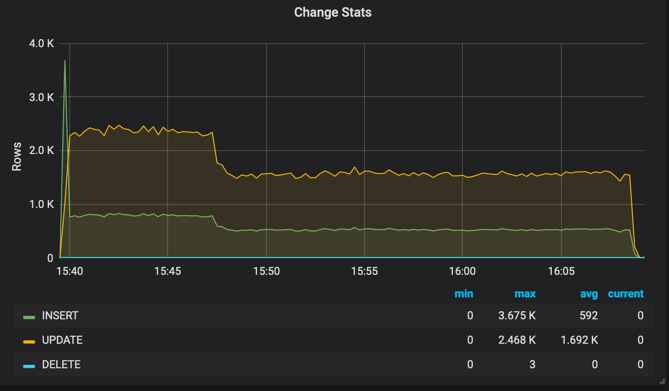 Change Stats
4.0 K
3.0 K
2.0 K
1.0 K
0
Rows
15:40 15:45 15:50 15:55 16:00 16:05
min max avg current
INSERT 0 3.675 K 592 0
UPDATE 0 2.468 K 1.692 K 0
DELETE 0 3 0 0